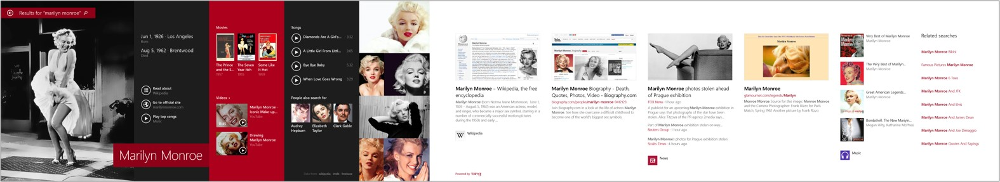 Results for "marilyn monroe"
Marilyn Monroe
Jun 1, 1926 · Los Angeles
Born
Aug 5, 1962 · Brentwood
Died
Read about
Wikipedia
Go to official site
marilynmonroe.com
Play top songs
Music
Movies
The Prince
and the S...
1957
The Seven
Year Itch
1955
Some Like
It Hot
1959
Videos
Marilyn Monroe -
Iconic Make-up...
YouTube
Drawing
Marilyn Monroe
YouTube
Songs
Diamonds Are A Girl's...
3:32
A Little Girl From Littl...
3:05
Bye Bye Baby
5:32
When Love Goes Wrong
3:29
People also search for
Audrey
Hepburn
Elizabeth
Taylor
Clark Gable
Data from: wikipedia imdb freebase
Marilyn Monroe - Wikipedia, the free
encyclopedia
Marilyn Monroe (born Norma Jeane Mortenson; June 1,
1926 – August 5, 1962) was an American actress, model,
and singer, who became a major sex symbol, starring in a
number of commercially successful motion pictures
during the 1950s and early ...
Wikipedia
Powered by bing
Marilyn Monroe Biography - Death,
Quotes, Photos, Video - Biography.com
biography.com/people/marilyn-monroe-9412123
Join Biography.com in a look at the life of actress Marilyn
Monroe. See how she overcame a difficult childhood to
become one of the world's biggest sex symbols.
Marilyn Monroe photos stolen ahead
of Prague exhibition
FOX News · 1 hour ago
A publicist for an upcoming Marilyn Monroe exhibition in
Prague says that photographs of the star have been
stolen. Alice Titzova of the PR agency 7media says...
Part of Marilyn Monroe exhibition stolen on way...
Reuters Group · 1 hour ago
Marilyn Monroe's photos for Prague exhibition stolen
Straits Times · 4 hours ago
News
Marilyn Monroe
glamournet.com/legends/Marilyn
Monroe Monroe Source for this image: Monroe Monroe
and the Camera Photographer: Frank Rizzo for Paris
Match, Spring 1962 Another picture by Frank Rizzo
Very Best of Marilyn Monroe
Marilyn Monroe
The Very Best of Marilyn...
Marilyn Monroe
Great American Legends...
Marilyn Monroe
Bombshell: The New Marilyn...
Megan Hilty, Katharine McPhee
Music
Related searches
Marilyn Monroe Bikini
Famous Pictures Marilyn Monroe
Marilyn Monroe 6 Toes
Marilyn Monroe And JFK
Marilyn Monroe And Elvis
Marilyn Monroe And James Dean
Marilyn Monroe And Joe Dimaggio
Marilyn Monroe Quotes And Sayings